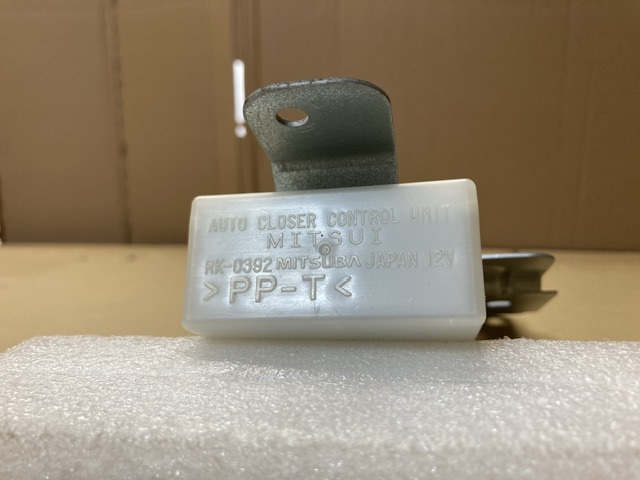 AUTO CLOSER CONTROL UNIT
MITSUI
RK-0392 MITSUBA JAPAN 12V
>PP-T<